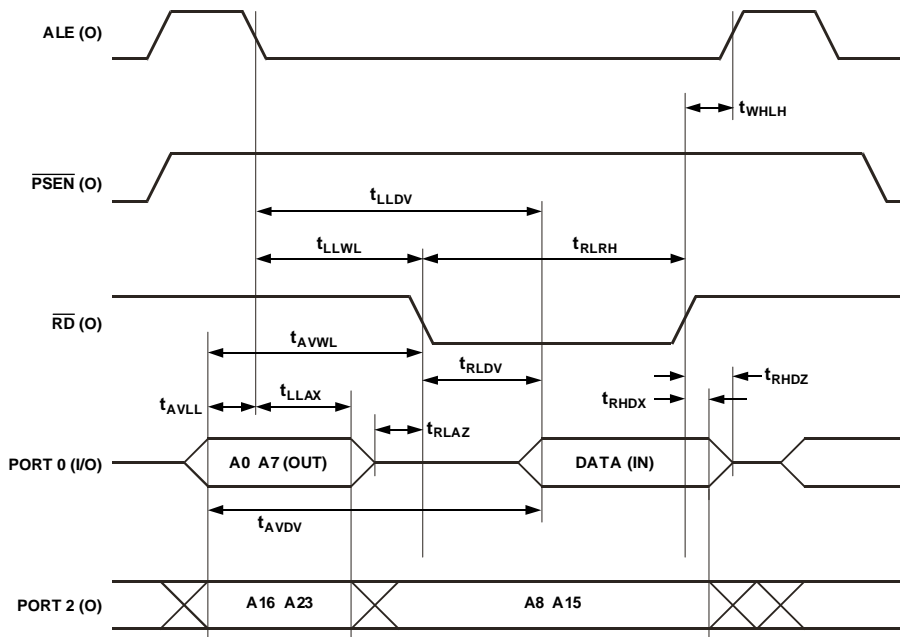 ALE (O)
tWHLH
PSEN (O)
tLLDV
tLLWL
tRLRH
RD (O)
tAVWL
tRLDV
tRHDZ
tAVLL
tLLAX
tRHDX
tRLAZ
PORT 0 (I/O)
A0 A7 (OUT)
DATA (IN)
tAVDV
PORT 2 (O)
A16 A23
A8 A15